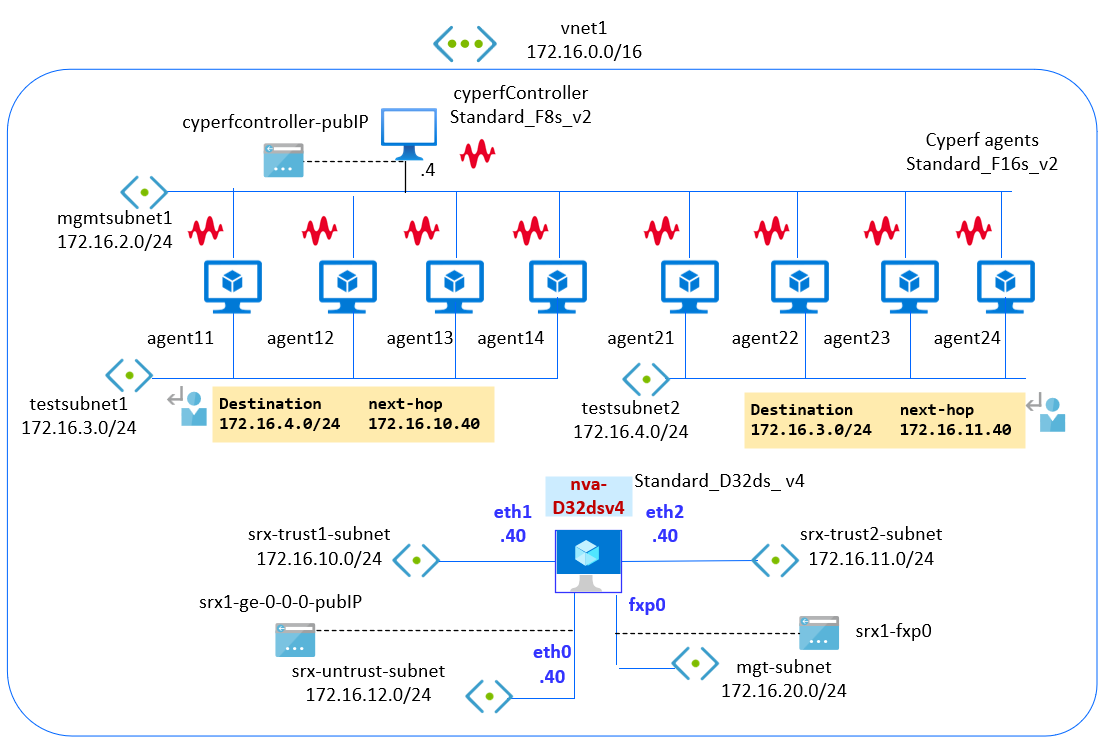 vnet1
172.16.0.0/16
cyperfController
Standard_F8s_v2
cyperfcontroller-pubIP
.4
Cyperf agents
Standard_F16s_v2
mgmtsubnet1
172.16.2.0/24
agent11
agent12
agent13
agent14
agent21
agent22
agent23
agent24
testsubnet1
172.16.3.0/24
Destination next-hop
172.16.4.0/24 172.16.10.40
testsubnet2
172.16.4.0/24
Destination next-hop
172.16.3.0/24 172.16.11.40
nva-
D32dsv4
Standard_D32ds_ v4
eth1
.40
eth2
.40
srx-trust1-subnet
172.16.10.0/24
srx-trust2-subnet
172.16.11.0/24
srx1-ge-0-0-0-pubIP
fxp0
srx1-fxp0
eth0
.40
srx-untrust-subnet
172.16.12.0/24
mgt-subnet
172.16.20.0/24